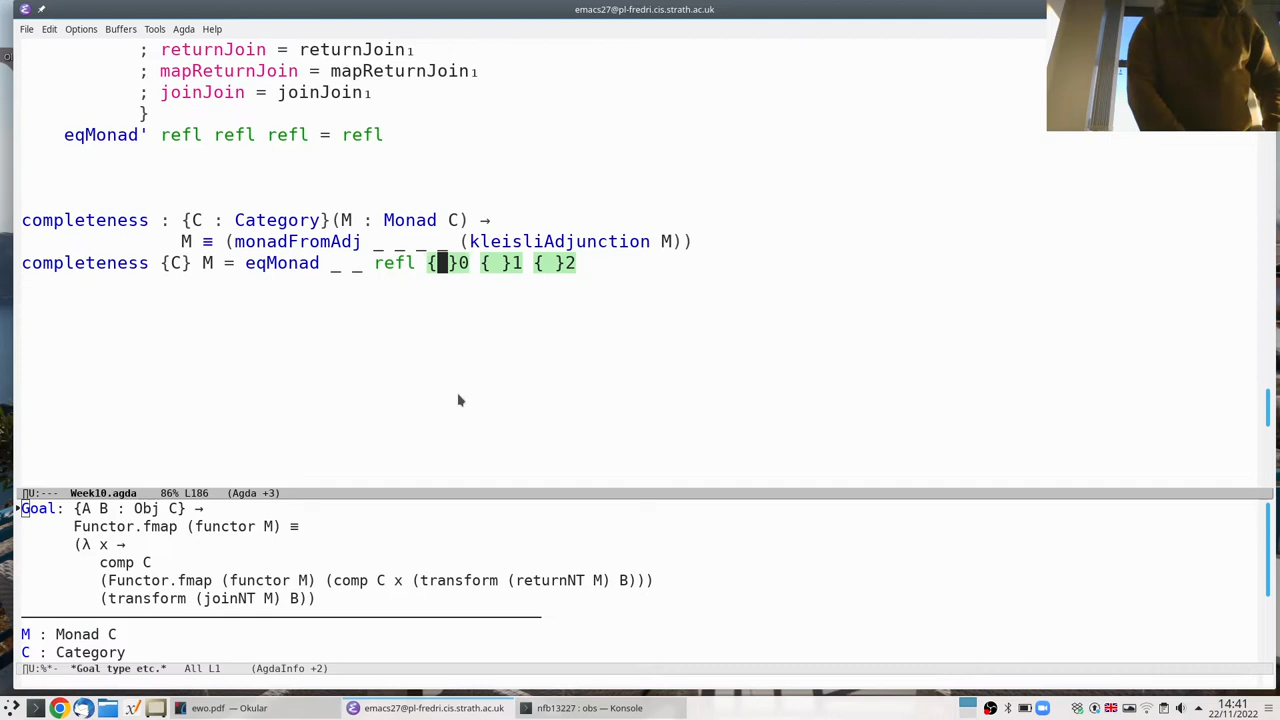 emacs27@pl-fredri.cis.strath.ac.uk
File Edit Options Buffers Tools Agda Help
; returnJoin = returnJoin₁
; mapReturnJoin = mapReturnJoin₁
; joinJoin = joinJoin₁
}
eqMonad' refl refl refl = refl
completeness : {C : Category}(M : Monad C) →
M ≡ (monadFromAdj _ _ _ _ (kleisliAdjunction M))
completeness {C} M = eqMonad _ _ refl { }0 { }1 { }2
∏U:--- Week10.agda 86% L186 (Agda +3)
Goal: {A B : Obj C} →
Functor.fmap (functor M) ≡
(λ x →
comp C
(Functor.fmap (functor M) (comp C x (transform (returnNT M) B)))
(transform (joinNT M) B))
M : Monad C
C : Category
∏U:%*- *Goal type etc.* All L1 (AgdaInfo +2)
ewo.pdf — Okular
emacs27@pl-fredri.cis.strath.ac.uk
nfb13227 : obs — Konsole
14:41
22/11/2022